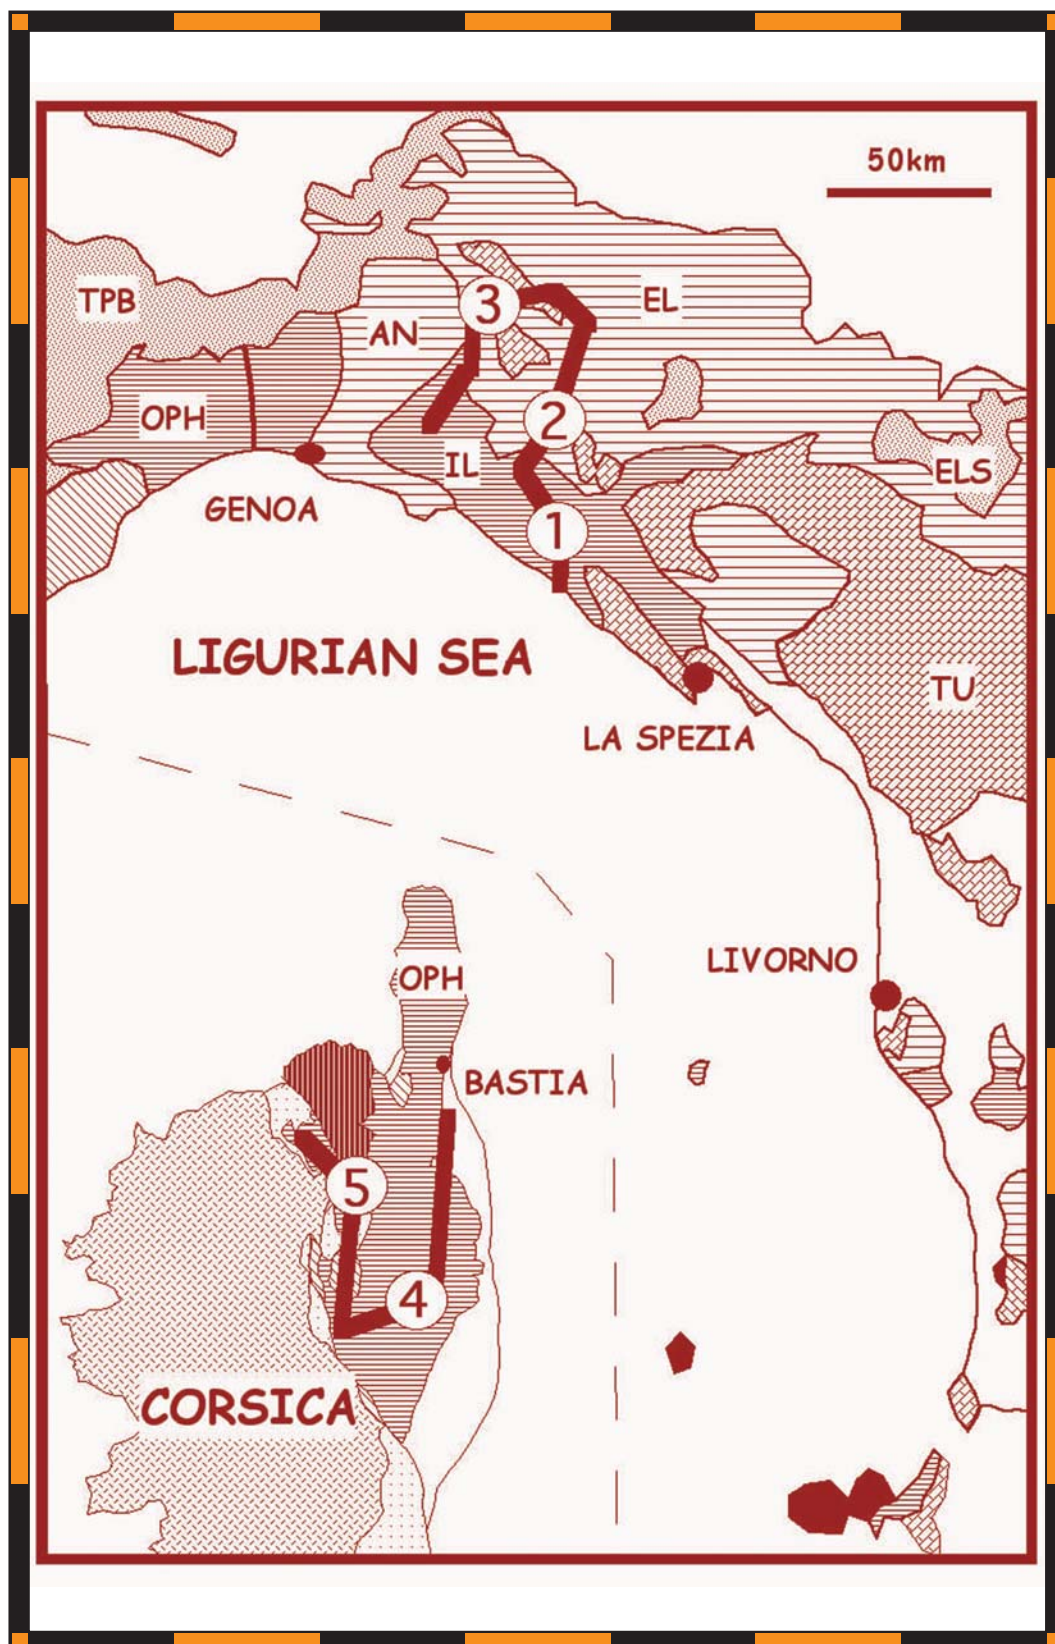 50km
TPB
3
EL
AN
OPH
2
IL
ELS
GENOA
1
LIGURIAN SEA
TU
LA SPEZIA
LIVORNO
OPH
BASTIA
5
4
CORSICA